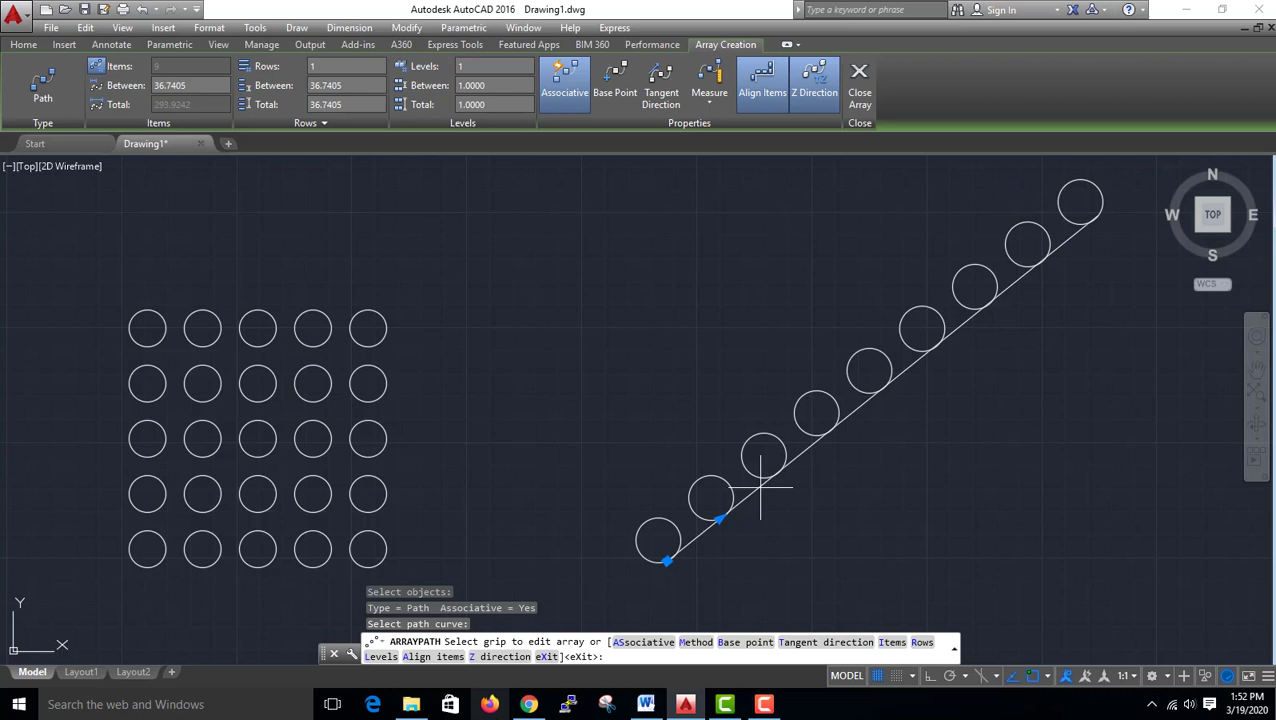 Autodesk AutoCAD 2016 Drawing1.dwg
Type a keyword or phrase
Sign In
File Edit View Insert Format Tools Draw Dimension Modify Parametric Window Help Express
Home Insert Annotate Parametric View Manage Output Add-ins A360 Express Tools Featured Apps BIM 360 Performance Array Creation
Items: 9 Rows: 1 Levels: 1
Between: 36.7405 Between: 36.7405 Between: 1.0000
Total: 293.9242 Total: 36.7405 Total: 1.0000
Path
Associative Base Point Tangent Direction Measure Align Items Z Direction Close Array
Type Items Rows Levels Properties Close
Start Drawing1*
[−][Top][2D Wireframe]
N
W TOP E
S
WCS
Y
X
Select objects:
Type = Path Associative = Yes
Select path curve:
ARRAYPATH Select grip to edit array or [ASsociative Method Base point Tangent direction Items Rows
Levels Align items Z direction eXit]<eXit>:
Model Layout1 Layout2 +
MODEL 1:1
Search the web and Windows
1:52 PM
3/19/2020